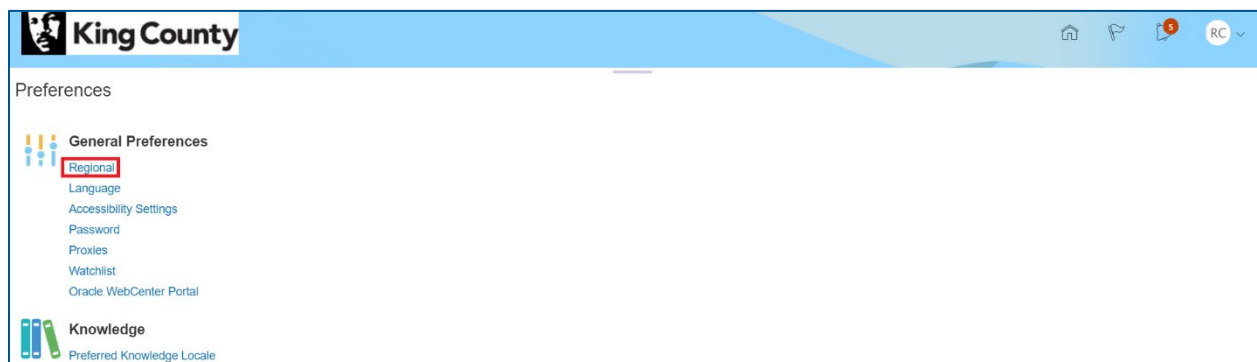 King County
5
RC
Preferences
General Preferences
Regional
Language
Accessibility Settings
Password
Proxies
Watchlist
Oracle WebCenter Portal
Knowledge
Preferred Knowledge Locale